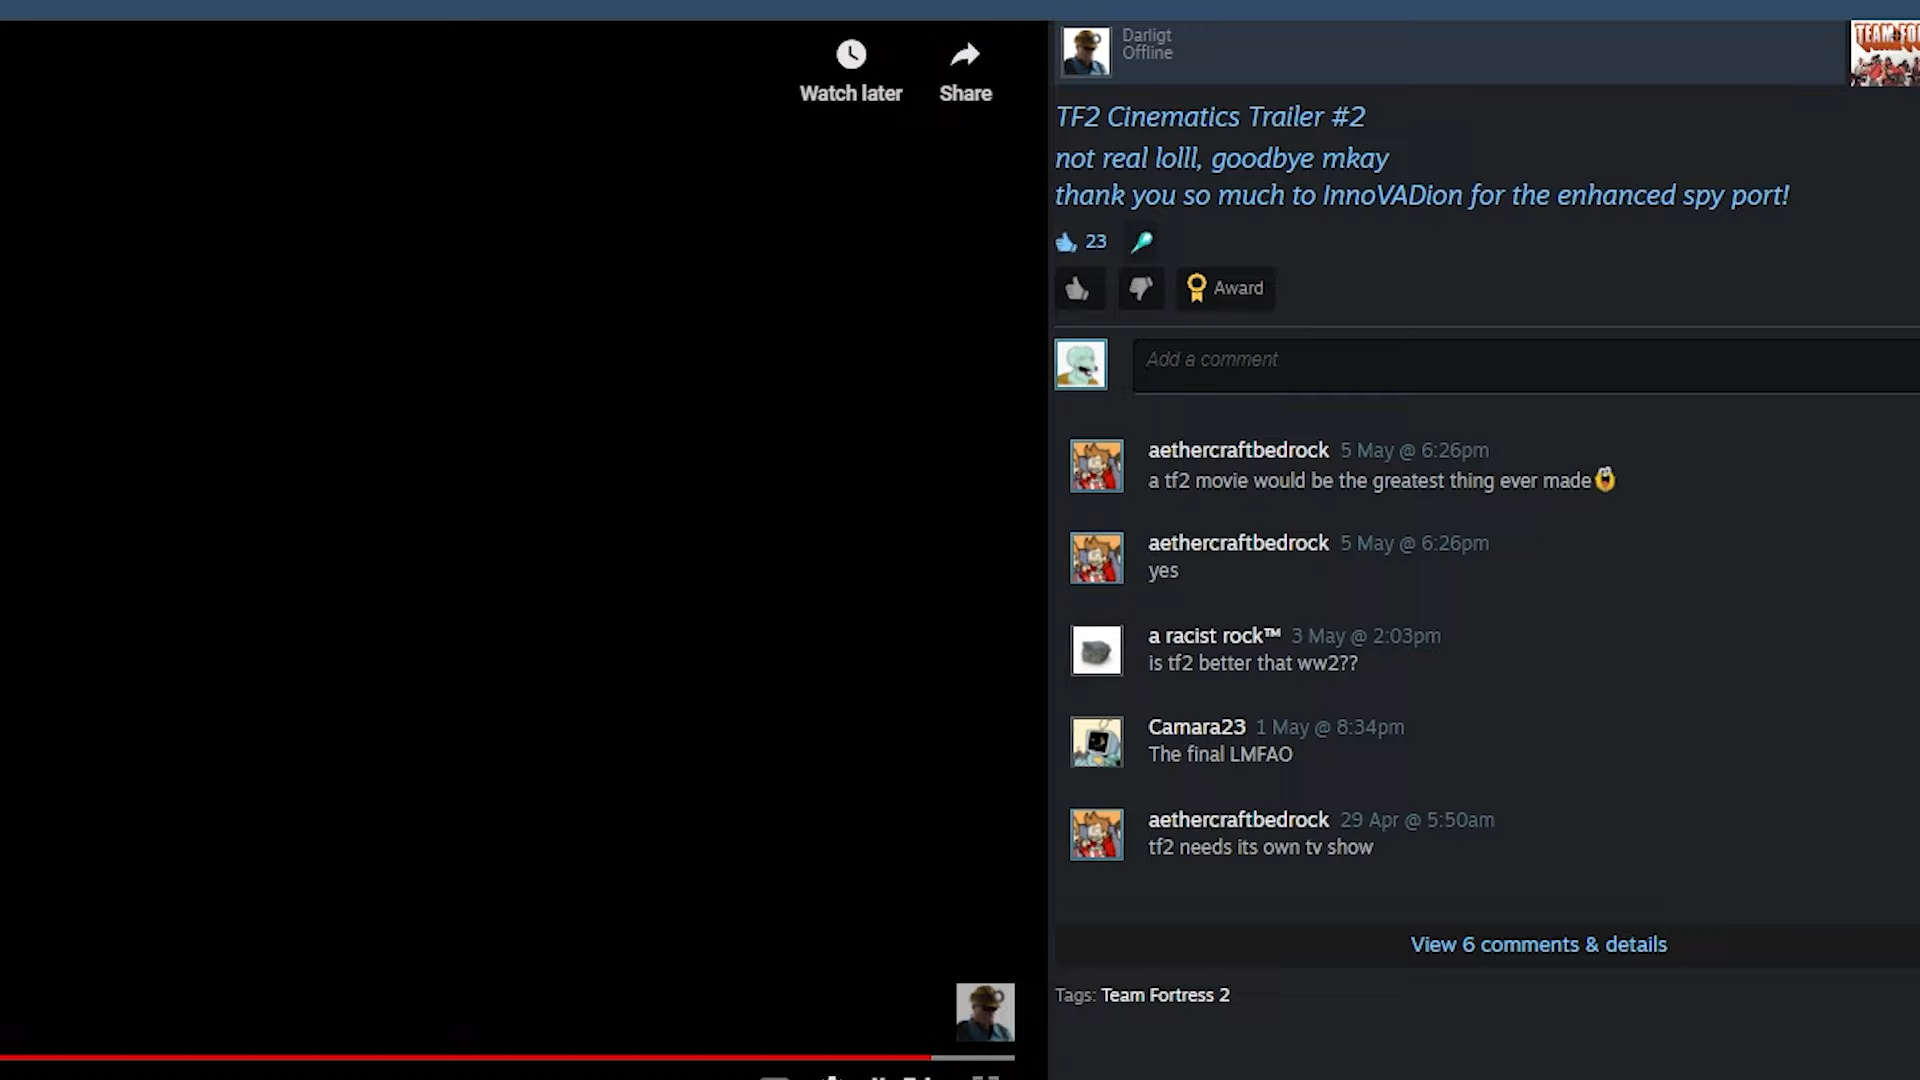 Watch later
Share
Darligt
Offline
TF2 Cinematics Trailer #2
not real lolll, goodbye mkay
thank you so much to InnoVADion for the enhanced spy port!
23
Award
Add a comment
aethercraftbedrock 5 May @ 6:26pm
a tf2 movie would be the greatest thing ever made
aethercraftbedrock 5 May @ 6:26pm
yes
a racist rock™ 3 May @ 2:03pm
is tf2 better that ww2??
Camara23 1 May @ 8:34pm
The final LMFAO
aethercraftbedrock 29 Apr @ 5:50am
tf2 needs its own tv show
View 6 comments & details
Tags: Team Fortress 2